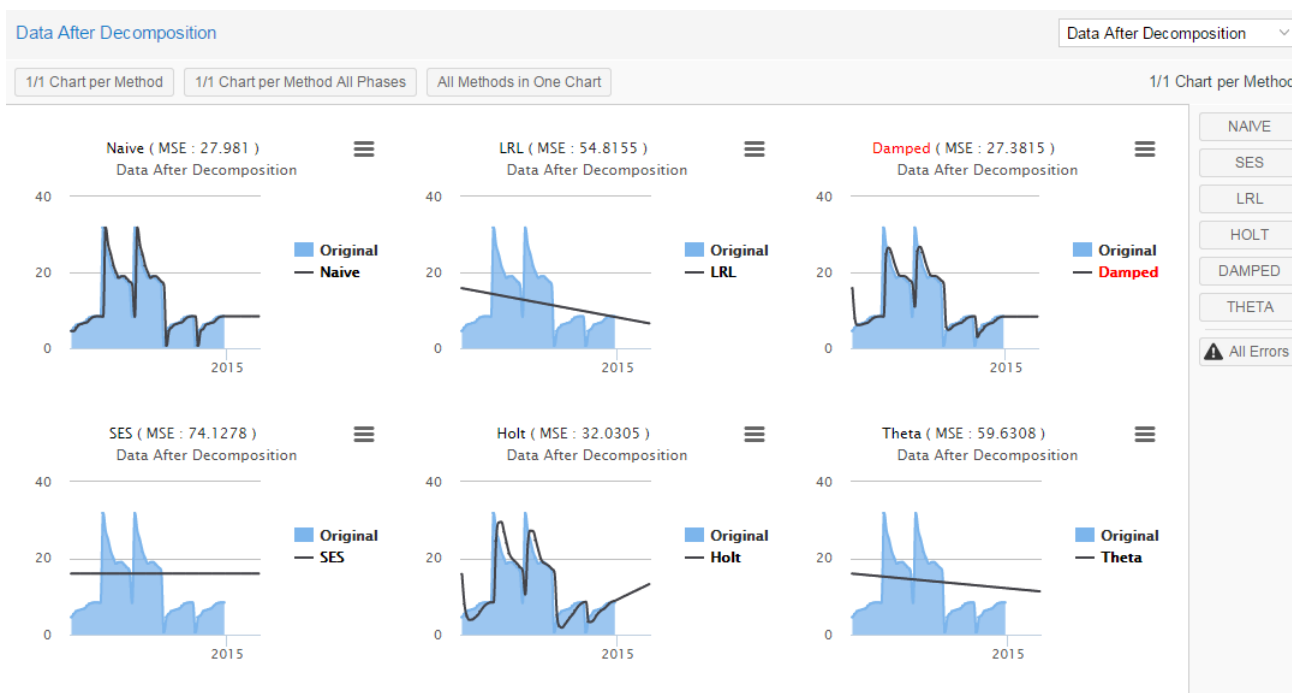 Data After Decomposition
Data After Decomposition
1/1 Chart per Method
1/1 Chart per Method All Phases
All Methods in One Chart
1/1 Chart per Method
Naive ( MSE : 27.981 )
Data After Decomposition
40
20
0
2015
Original
Naive
LRL ( MSE : 54.8155 )
Data After Decomposition
40
20
0
2015
Original
LRL
Damped ( MSE : 27.3815 )
Data After Decomposition
40
20
0
2015
Original
Damped
SES ( MSE : 74.1278 )
Data After Decomposition
40
20
0
2015
Original
SES
Holt ( MSE : 32.0305 )
Data After Decomposition
40
20
0
2015
Original
Holt
Theta ( MSE : 59.6308 )
Data After Decomposition
40
20
0
2015
Original
Theta
NAIVE
SES
LRL
HOLT
DAMPED
THETA
All Errors